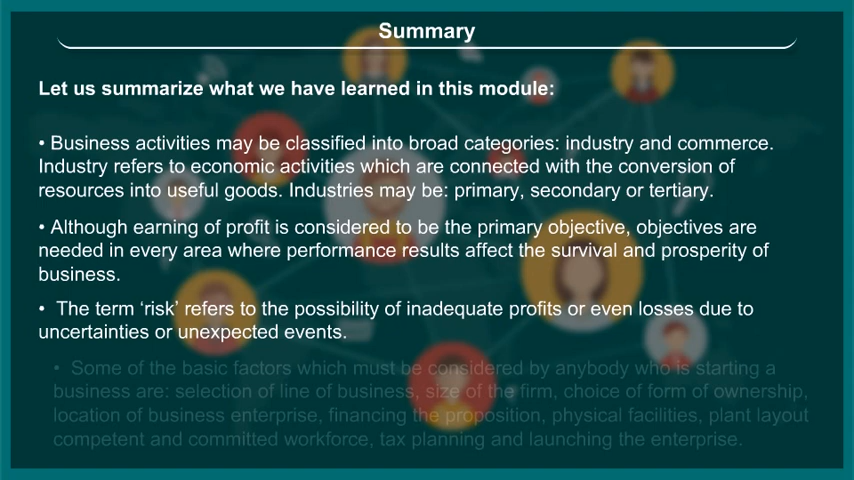 Summary
Let us summarize what we have learned in this module:
• Business activities may be classified into broad categories: industry and commerce.
Industry refers to economic activities which are connected with the conversion of
resources into useful goods. Industries may be: primary, secondary or tertiary.
• Although earning of profit is considered to be the primary objective, objectives are
needed in every area where performance results affect the survival and prosperity of
business.
• The term ‘risk’ refers to the possibility of inadequate profits or even losses due to
uncertainties or unexpected events.
• Some of the basic factors which must be considered by anybody who is starting a
business are: selection of line of business, size of the firm, choice of form of ownership,
location of business enterprise, financing the proposition, physical facilities, plant layout
competent and committed workforce, tax planning and launching the enterprise.